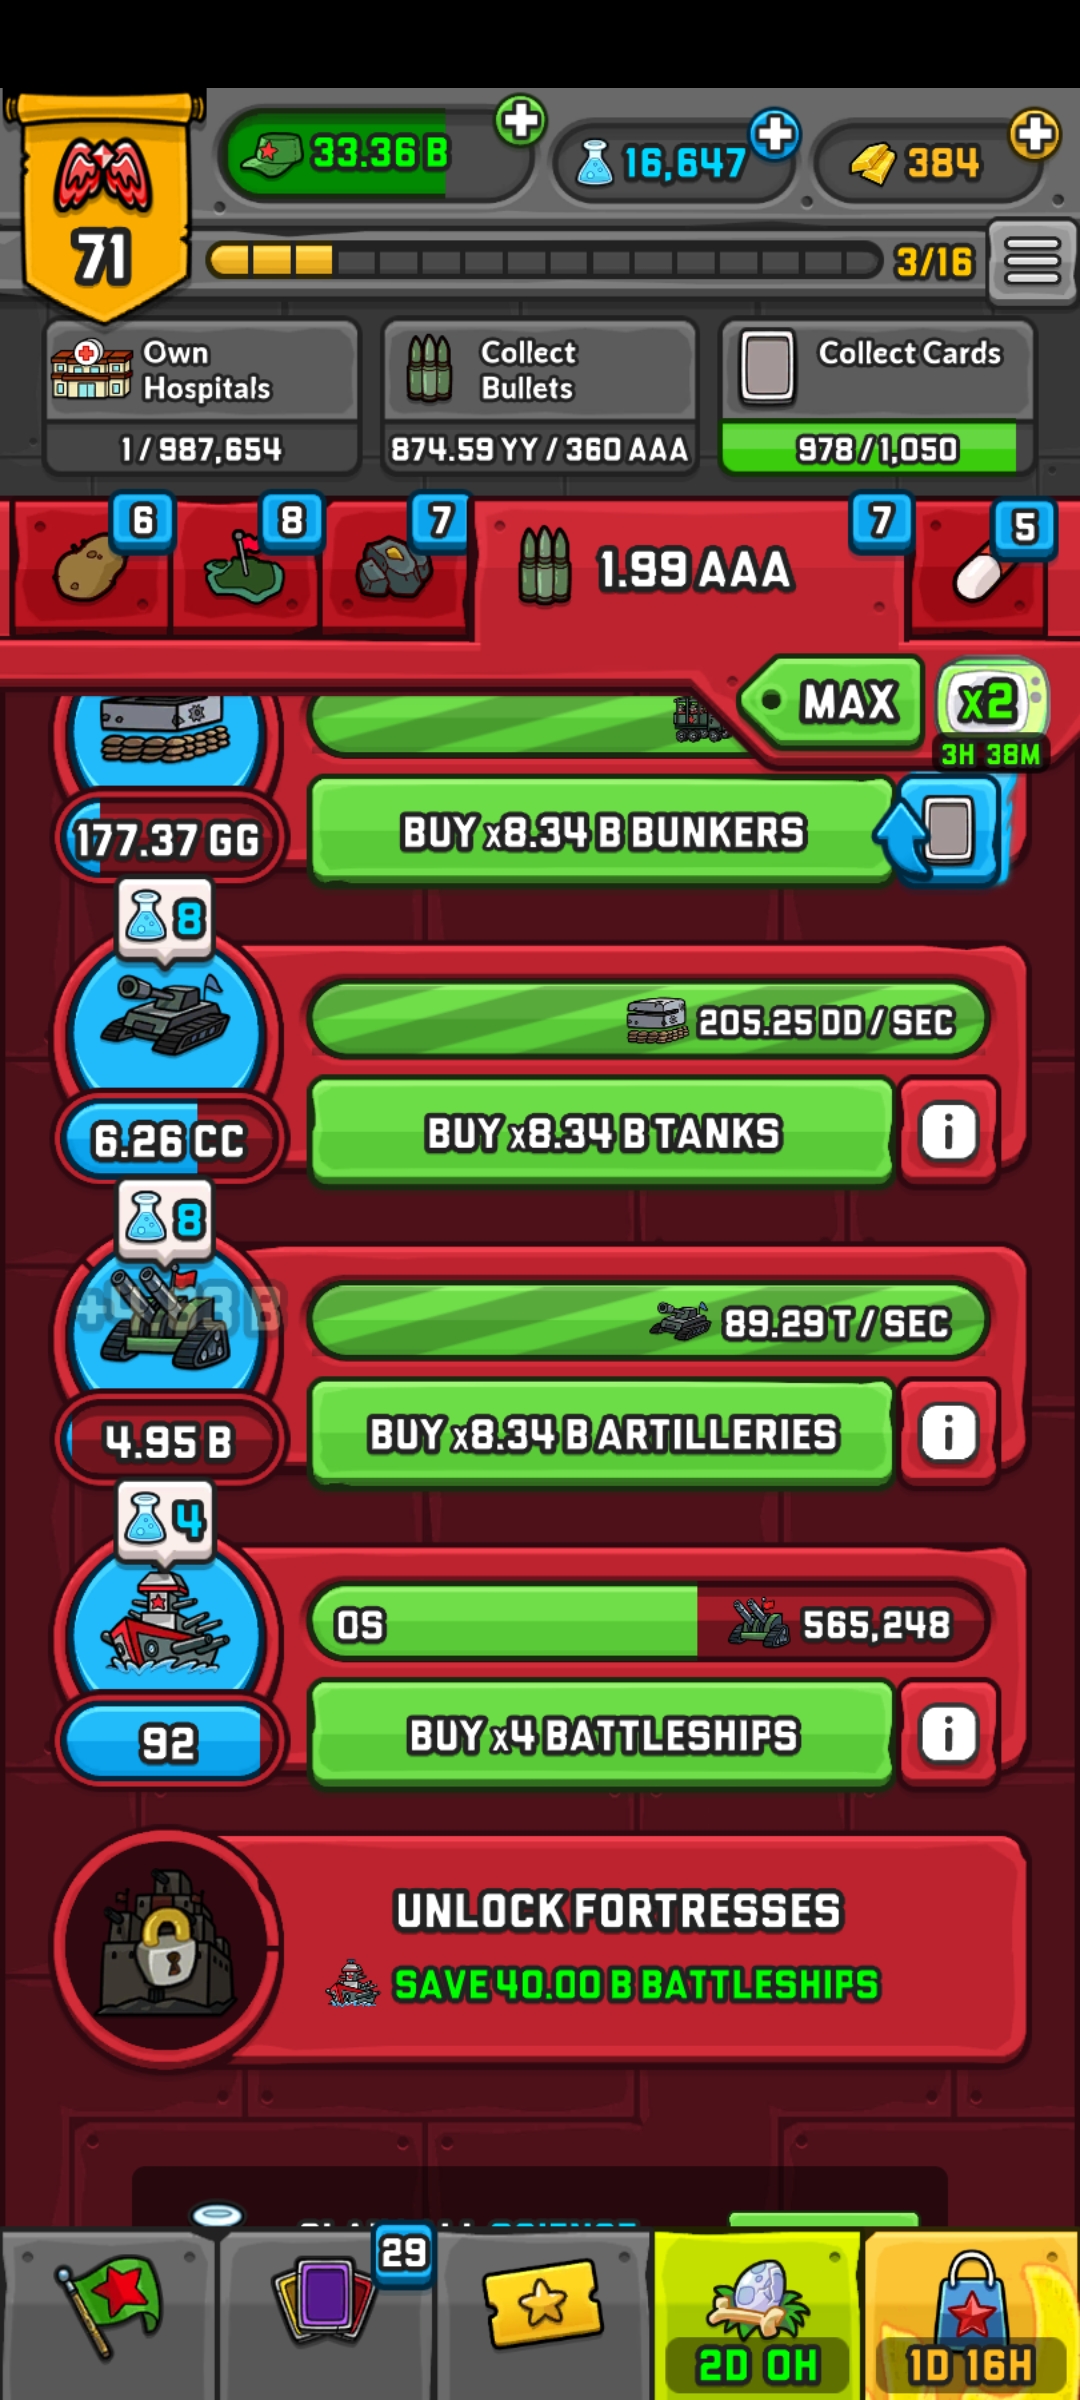 71
33.36 B
16,647
384
3/16
Own Hospitals
1/987,654
Collect Bullets
874.59 YY / 360 AAA
Collect Cards
978/1,050
6
8
7
1.99 AAA
7
5
MAX
x2
3H 38M
177.37 GG
BUY x8.34 B BUNKERS
8
205.25 DD / SEC
6.26 CC
BUY x8.34 B TANKS
8
89.29 T / SEC
4.95 B
BUY x8.34 B ARTILLERIES
4
0S
565,248
92
BUY x4 BATTLESHIPS
UNLOCK FORTRESSES
SAVE 40.00 B BATTLESHIPS
29
2D 0H
1D 16H